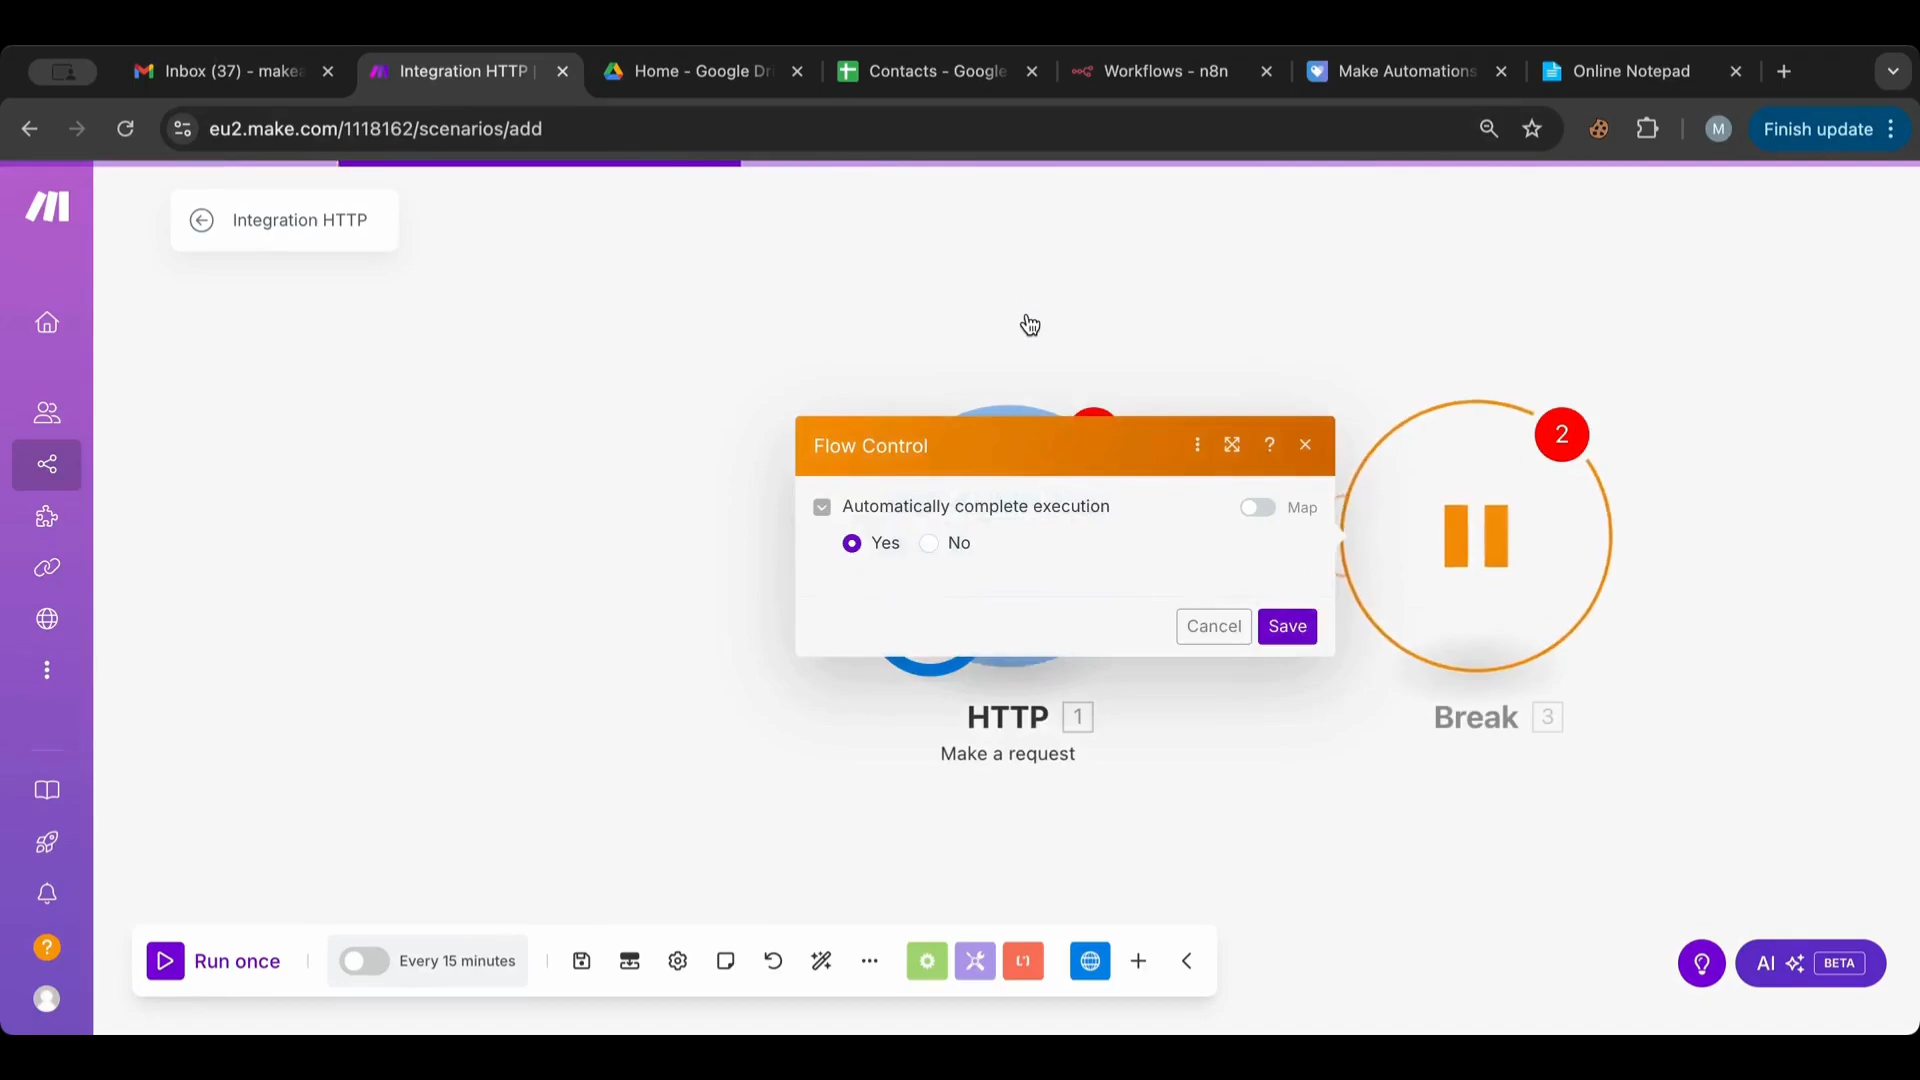 Inbox (37) - makea
Integration HTTP |
Home - Google Dri
Contacts - Google
Workflows - n8n
Make Automations
Online Notepad
eu2.make.com/1118162/scenarios/add
M
Finish update
Integration HTTP
2
Flow Control
?
Automatically complete execution
Map
Yes
No
Cancel
Save
HTTP 1
Make a request
Break 3
?
Run once
Every 15 minutes
AI
BETA